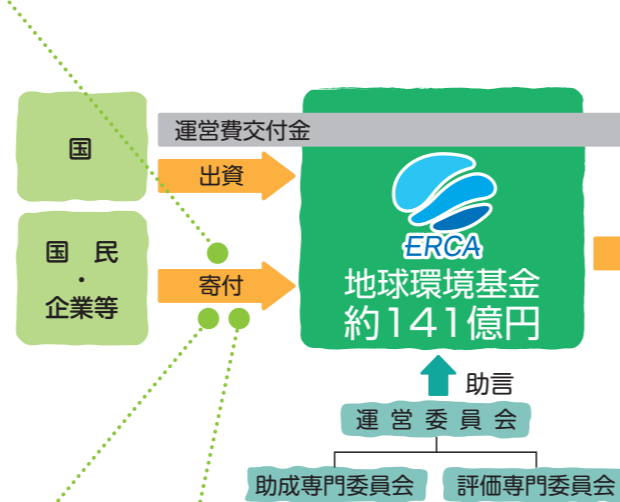 国
運営費交付金
出資
国民
・
企業等
寄付
ERCA
地球環境基金
約141億円
助言
運営委員会
助成専門委員会
評価専門委員会